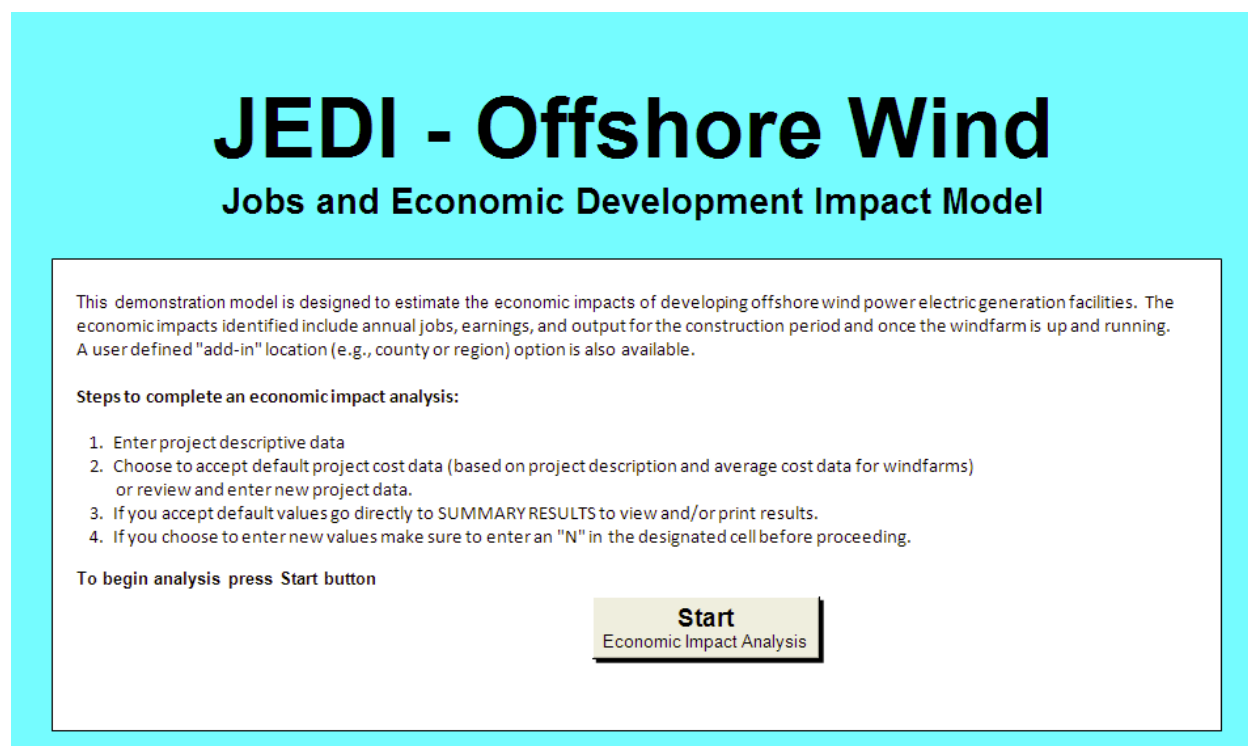 JEDI - Offshore Wind
Jobs and Economic Development Impact Model
This demonstration model is designed to estimate the economic impacts of developing offshore wind power electric generation facilities. The
economic impacts identified include annual jobs, earnings, and output for the construction period and once the windfarm is up and running.
A user defined "add-in" location (e.g., county or region) option is also available.
Steps to complete an economic impact analysis:
1. Enter project descriptive data
2. Choose to accept default project cost data (based on project description and average cost data for windfarms)
or review and enter new project data.
3. If you accept default values go directly to SUMMARY RESULTS to view and/or print results.
4. If you choose to enter new values make sure to enter an "N" in the designated cell before proceeding.
To begin analysis press Start button
Start
Economic Impact Analysis